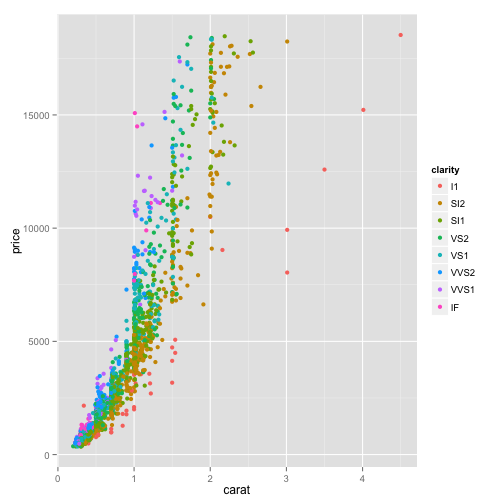 15000
10000
5000
0
price
0
1
2
3
4
carat
clarity
I1
SI2
SI1
VS2
VS1
VVS2
VVS1
IF